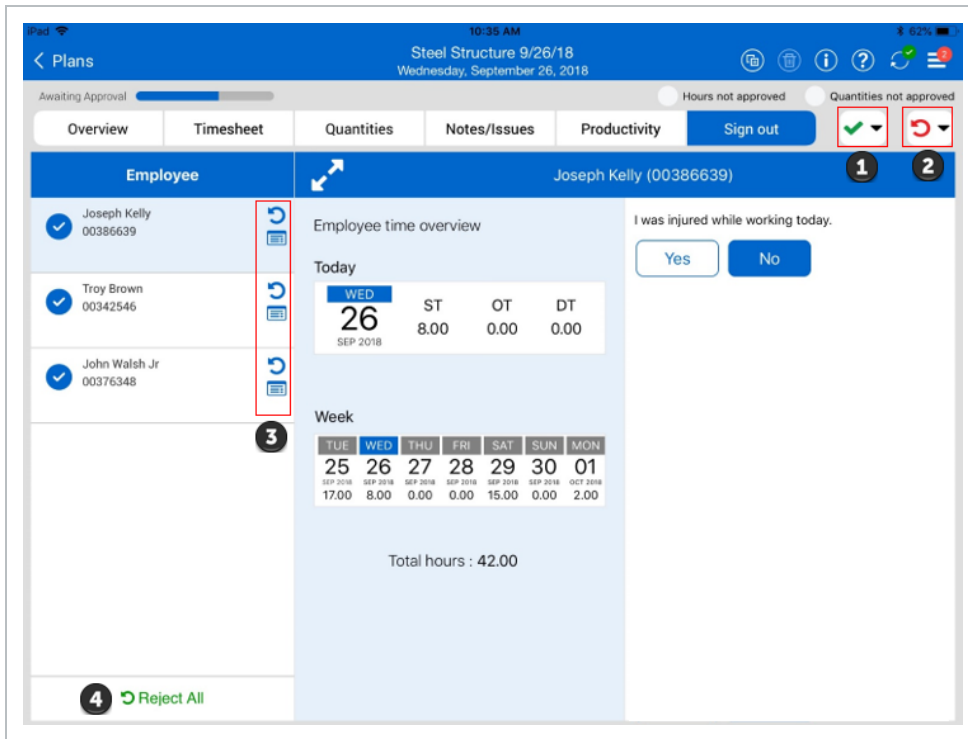 iPad 10:35 AM 62%
Plans
Steel Structure 9/26/18
Wednesday, September 26, 2018
Awaiting Approval
Hours not approved Quantities not approved
Overview Timesheet Quantities Notes/Issues Productivity Sign out
1 2
Employee
Joseph Kelly (00386639)
Joseph Kelly
00386639
Troy Brown
00342546
John Walsh Jr
00376348
3
4 Reject All
Employee time overview
Today
WED
26
SEP 2018
ST OT DT
8.00 0.00 0.00
Week
TUE WED THU FRI SAT SUN MON
25 26 27 28 29 30 01
SEP 2018 SEP 2018 SEP 2018 SEP 2018 SEP 2018 SEP 2018 OCT 2018
17.00 8.00 0.00 0.00 15.00 0.00 2.00
Total hours : 42.00
I was injured while working today.
Yes No